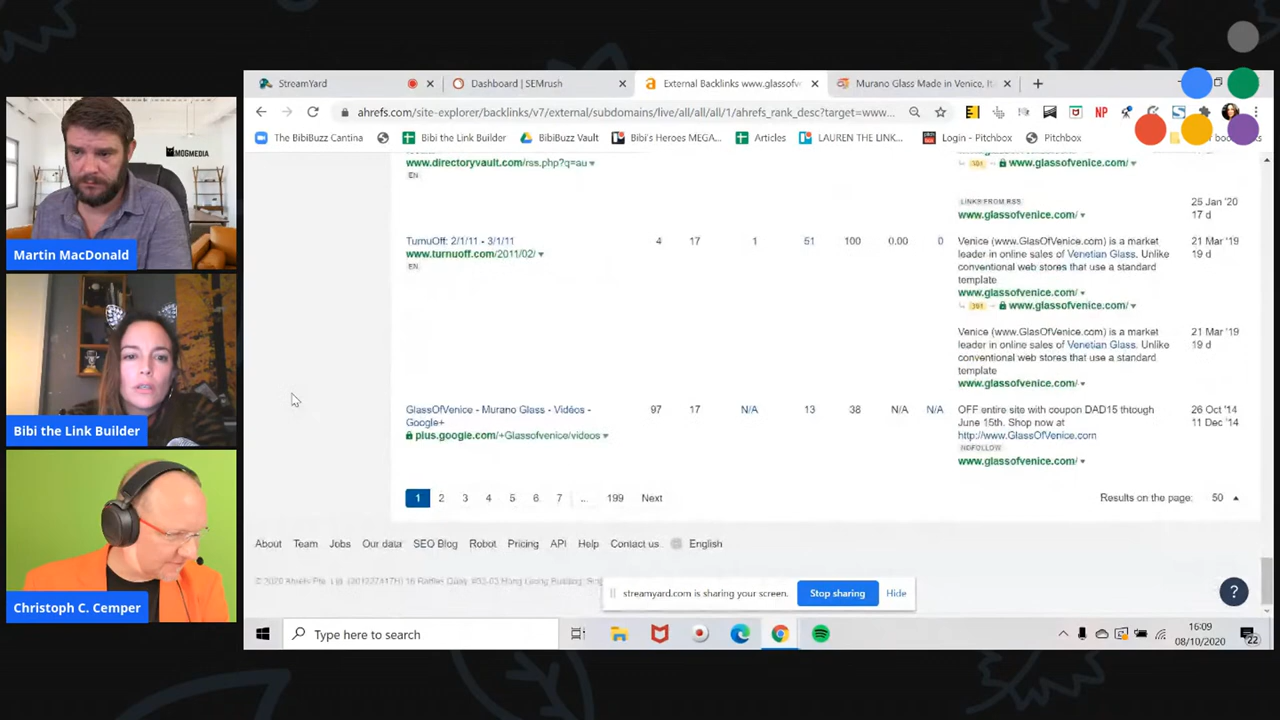 MOGMEDIA
Martin MacDonald
Bibi the Link Builder
Christoph C. Cemper
StreamYard
Dashboard | SEMrush
External Backlinks www.glassofv
Murano Glass Made in Venice, It
ahrefs.com/site-explorer/backlinks/v7/external/subdomains/live/all/all/all/1/ahrefs_rank_desc?target=www...
The BibiBuzz Cantina
Bibi the Link Builder
BibiBuzz Vault
Bibi's Heroes MEGA...
Articles
LAUREN THE LINK...
Login - Pitchbox
Pitchbox
www.directoryvault.com/rss.php?q=au
EN
301 www.glassofvenice.com/
LINKS FROM RSS
www.glassofvenice.com/
25 Jan '20
17 d
TurnuOff: 2/1/11 - 3/1/11
www.turnuoff.com/2011/02/
EN
4 17 1 51 100 0.00 0
Venice (www.GlasOfVenice.com) is a market
leader in online sales of Venetian Glass. Unlike
conventional web stores that use a standard
template
www.glassofvenice.com/
301 www.glassofvenice.com/
21 Mar '19
19 d
Venice (www.GlasOfVenice.com) is a market
leader in online sales of Venetian Glass. Unlike
conventional web stores that use a standard
template
www.glassofvenice.com/
21 Mar '19
19 d
GlassOfVenice - Murano Glass - Vidéos -
Google+
plus.google.com/+Glassofvenice/videos
97 17 N/A 13 38 N/A N/A
OFF entire site with coupon DAD15 through
June 15th. Shop now at
http://www.GlassOfVenice.com
NOFOLLOW
www.glassofvenice.com/
26 Oct '14
11 Dec '14
1 2 3 4 5 6 7 ... 199 Next
Results on the page: 50
About Team Jobs Our data SEO Blog Robot Pricing API Help Contact us English
© 2020 Ahrefs Pte. Ltd.
streamyard.com is sharing your screen.
Stop sharing
Hide
?
Type here to search
16:09
08/10/2020
22